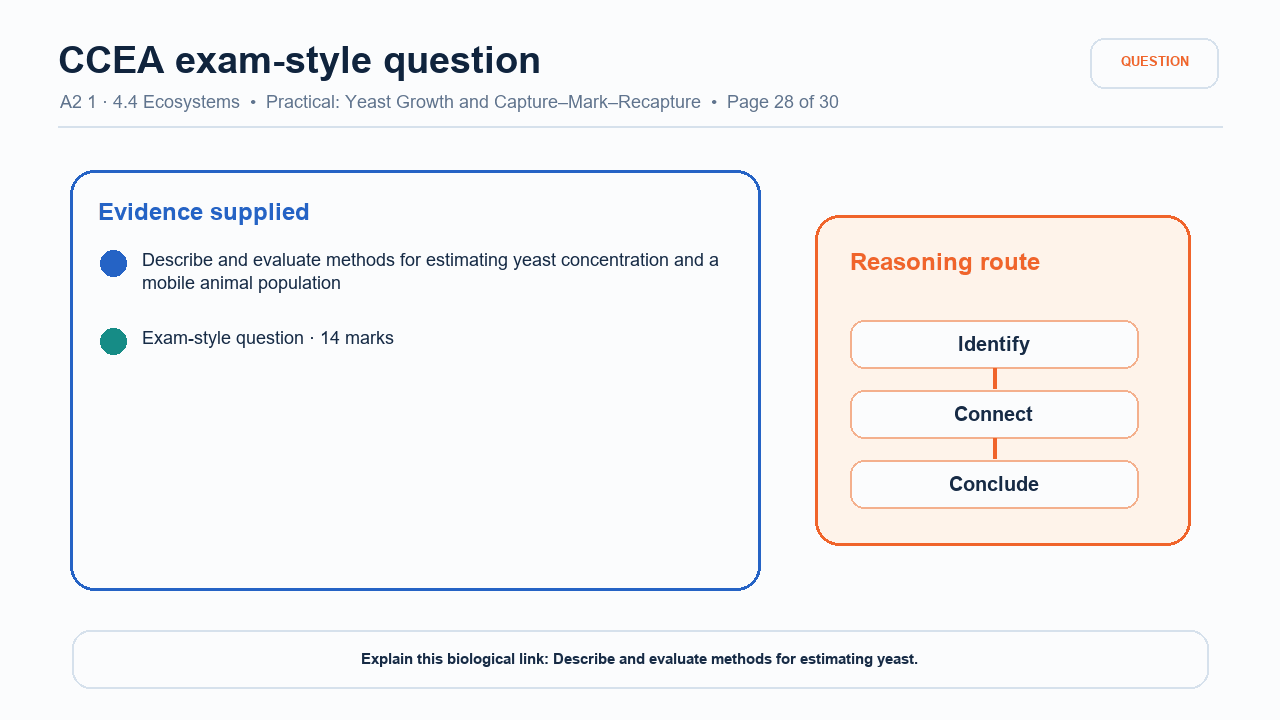 CCEA exam-style question
QUESTION
A2 1 · 4.4 Ecosystems • Practical: Yeast Growth and Capture–Mark–Recapture • Page 28 of 30
Evidence supplied
Describe and evaluate methods for estimating yeast concentration and a
mobile animal population
Exam-style question · 14 marks
Reasoning route
Identify
Connect
Conclude
Explain this biological link: Describe and evaluate methods for estimating yeast.